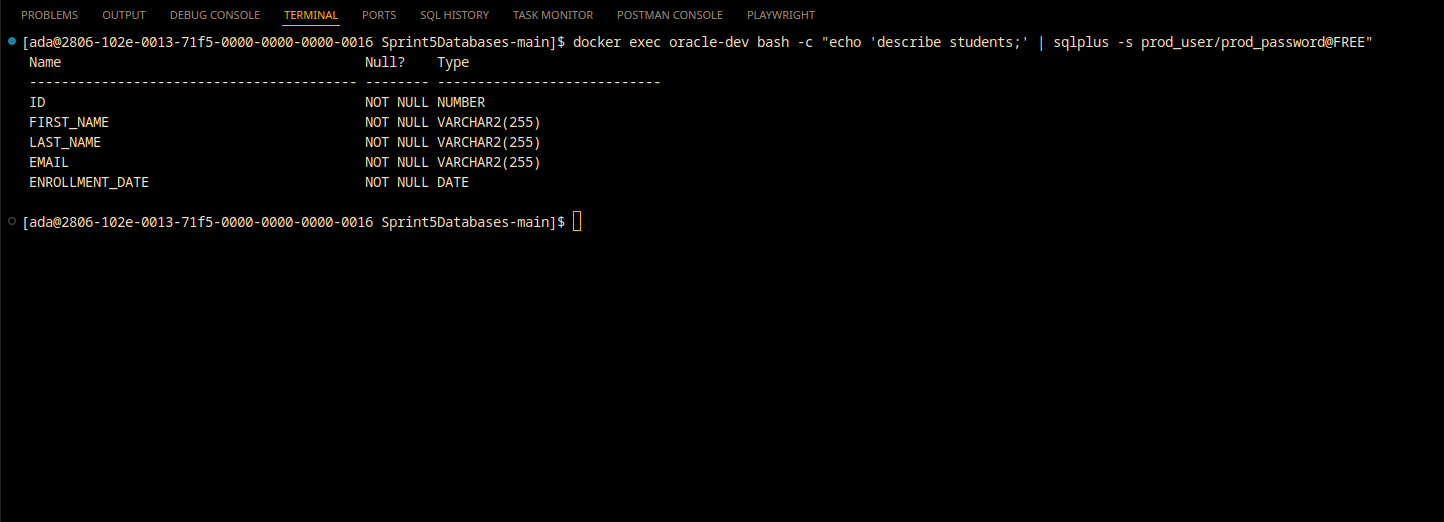 PROBLEMS OUTPUT DEBUG CONSOLE TERMINAL PORTS SQL HISTORY TASK MONITOR POSTMAN CONSOLE PLAYWRIGHT
[ada@2806-102e-0013-71f5-0000-0000-0000-0016 Sprint5Databases-main]$ docker exec oracle-dev bash -c "echo 'describe students;' | sqlplus -s prod_user/prod_password@FREE"
Name Null? Type
----------------------------------------- -------- ----------------------------
ID NOT NULL NUMBER
FIRST_NAME NOT NULL VARCHAR2(255)
LAST_NAME NOT NULL VARCHAR2(255)
EMAIL NOT NULL VARCHAR2(255)
ENROLLMENT_DATE NOT NULL DATE
[ada@2806-102e-0013-71f5-0000-0000-0000-0016 Sprint5Databases-main]$